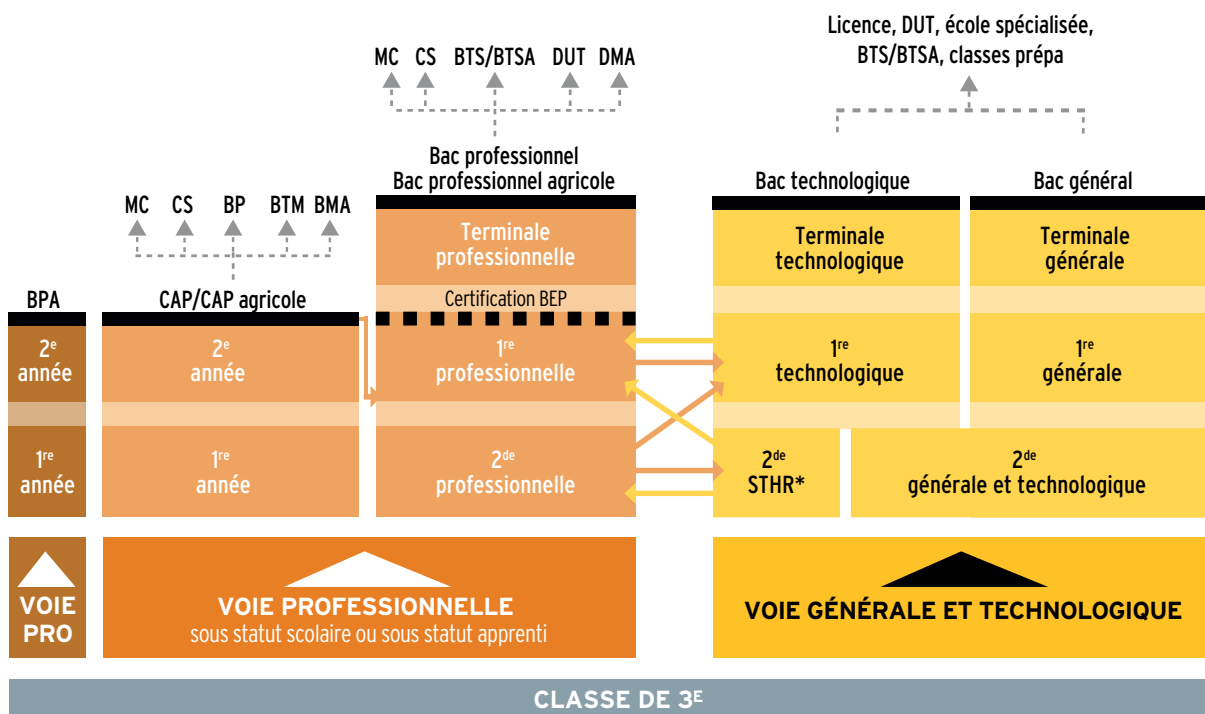 Licence, DUT, école spécialisée,
BTS/BTSA, classes prépa
MC CS BTS/BTSA DUT DMA
Bac professionnel
Bac professionnel agricole
Bac technologique
Bac général
MC CS BP BTM BMA
Terminale
professionnelle
Terminale
technologique
Terminale
générale
BPA
CAP/CAP agricole
Certification BEP
2e
année
2e
année
1re
professionnelle
1re
technologique
1re
générale
1re
année
1re
année
2de
professionnelle
2de
STHR*
2de
générale et technologique
VOIE
PRO
VOIE PROFESSIONNELLE
sous statut scolaire ou sous statut apprenti
VOIE GÉNÉRALE ET TECHNOLOGIQUE
CLASSE DE 3E